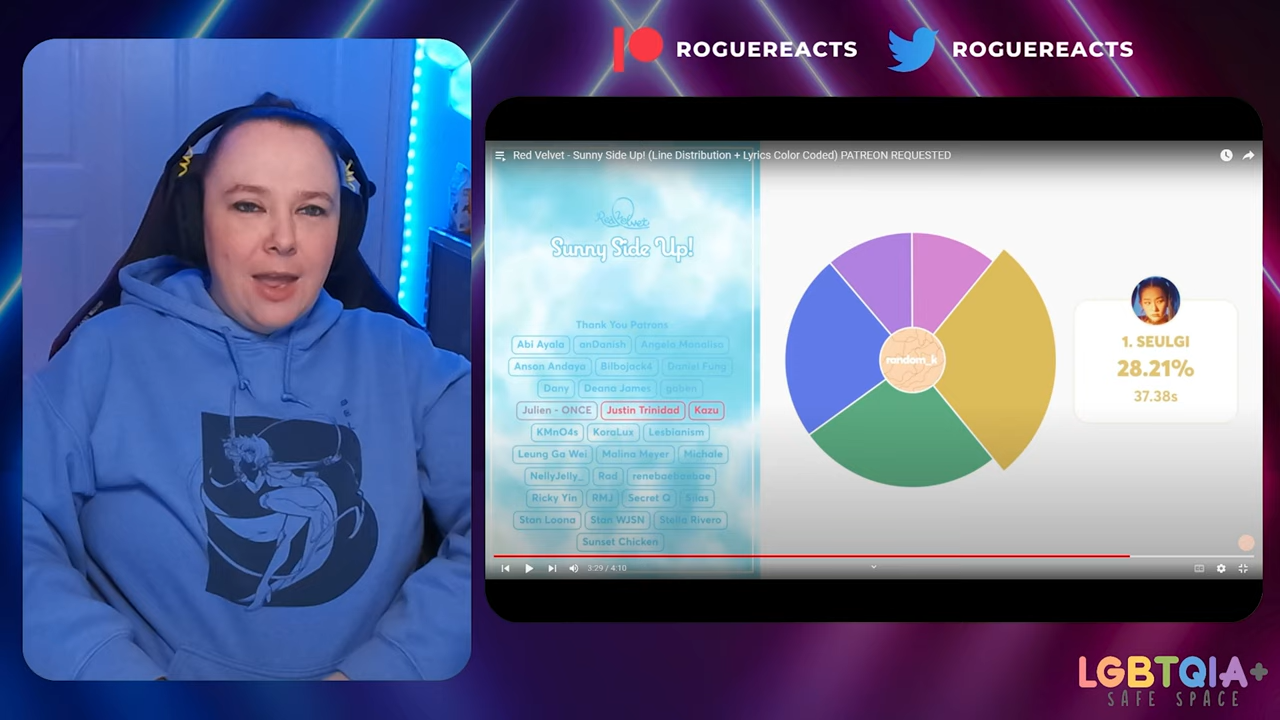 ROGUEREACTS ROGUEREACTS
Red Velvet - Sunny Side Up! (Line Distribution + Lyrics Color Coded) PATREON REQUESTED
Red Velvet
Sunny Side Up!
Thank You Patrons
Abi Ayala anDanish Angela Monalisa
Anson Andaya Bilbojack4 Daniel Fung
Dany Deana James gaben
Julien - ONCE Justin Trinidad Kazu
KMnO4s KoraLux Lesbianism
Leung Ga Wei Malina Meyer Michale
NellyJelly_ Rad renebaebaebae
Ricky Yin RMJ Secret Q Silas
Stan Loona Stan WJSN Stella Rivero
Sunset Chicken
random_k
1. SEULGI
28.21%
37.38s
3:29 / 4:10
LGBTQIA+
SAFE SPACE